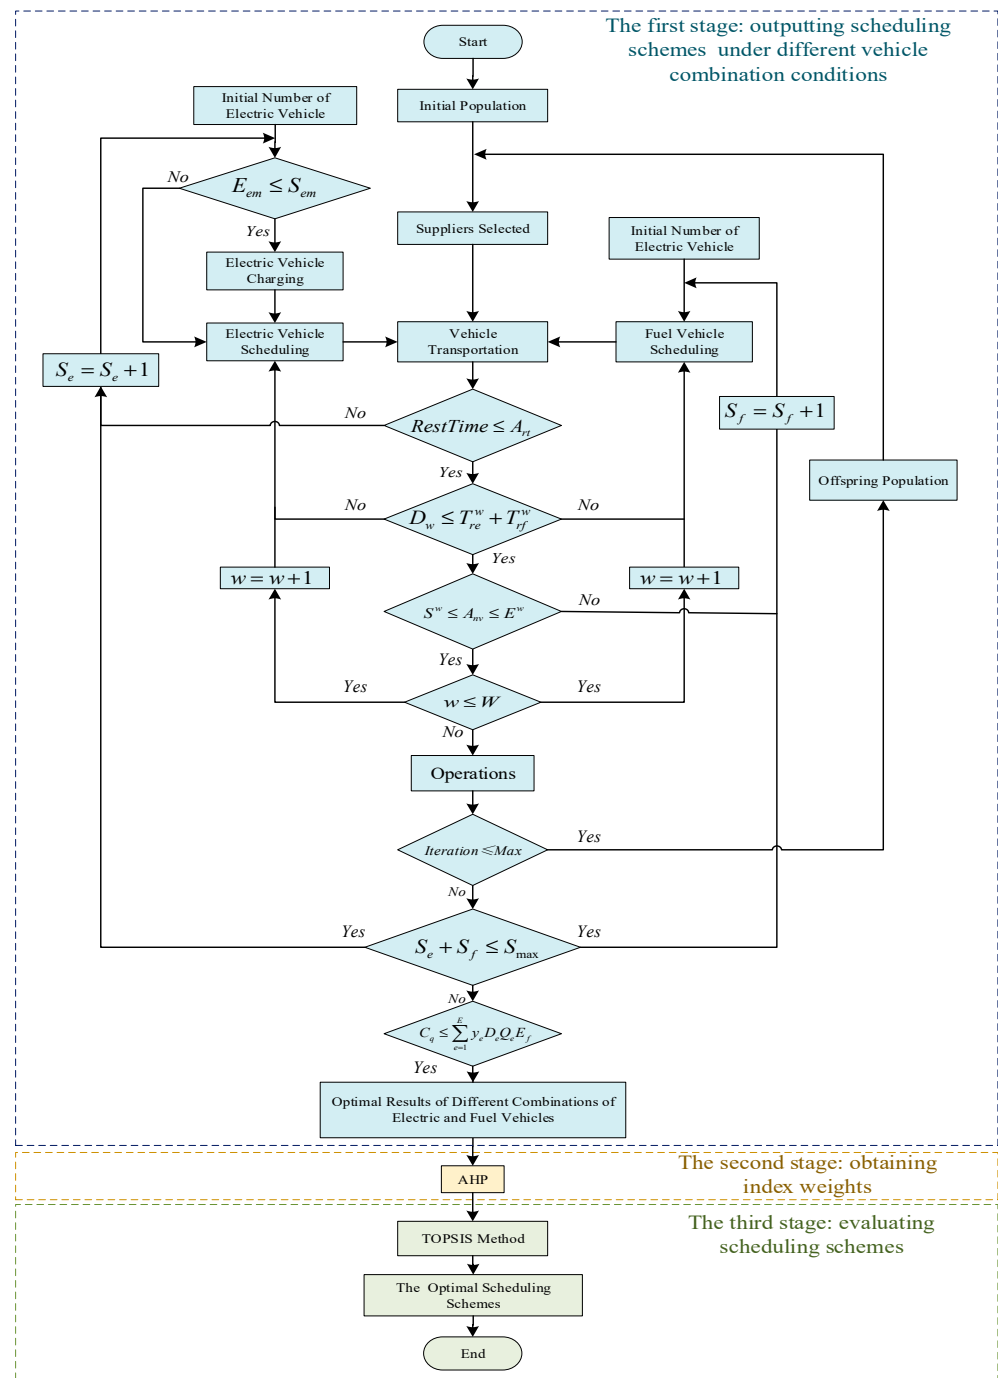 The first stage: outputting scheduling
schemes under different vehicle
combination conditions
Start
Initial Number of
Electric Vehicle
Initial Population
No
E_em ≤ S_em
Yes
Suppliers Selected
Initial Number of
Electric Vehicle
Electric Vehicle
Charging
Electric Vehicle
Scheduling
Vehicle
Transportation
Fuel Vehicle
Scheduling
S_e = S_e + 1
No
RestTime ≤ A_rt
S_f = S_f + 1
Yes
Offspring Population
No
D_w ≤ T_re^w + T_rf^w
No
Yes
w = w + 1
w = w + 1
S^w ≤ A_nv ≤ E^w
No
Yes
Yes
w ≤ W
Yes
No
Operations
Iteration ≤ Max
Yes
No
Yes
S_e + S_f ≤ S_max
Yes
No
C_q ≤ ∑_{e=1}^{E} y_e D_e Q_e E_f
Yes
Optimal Results of Different Combinations of
Electric and Fuel Vehicles
The second stage: obtaining
index weights
AHP
The third stage: evaluating
scheduling schemes
TOPSIS Method
The Optimal Scheduling
Schemes
End